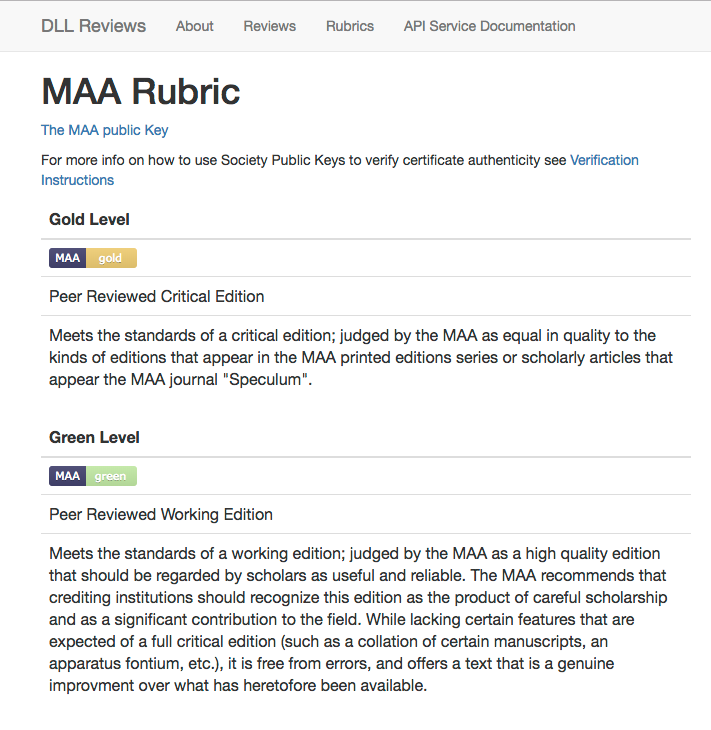 DLL Reviews About Reviews Rubrics API Service Documentation
MAA Rubric
The MAA public Key
For more info on how to use Society Public Keys to verify certificate authenticity see Verification
Instructions
Gold Level
MAA gold
Peer Reviewed Critical Edition
Meets the standards of a critical edition; judged by the MAA as equal in quality to the
kinds of editions that appear in the MAA printed editions series or scholarly articles that
appear the MAA journal "Speculum".
Green Level
MAA green
Peer Reviewed Working Edition
Meets the standards of a working edition; judged by the MAA as a high quality edition
that should be regarded by scholars as useful and reliable. The MAA recommends that
crediting institutions should recognize this edition as the product of careful scholarship
and as a significant contribution to the field. While lacking certain features that are
expected of a full critical edition (such as a collation of certain manuscripts, an
apparatus fontium, etc.), it is free from errors, and offers a text that is a genuine
improvment over what has heretofore been available.